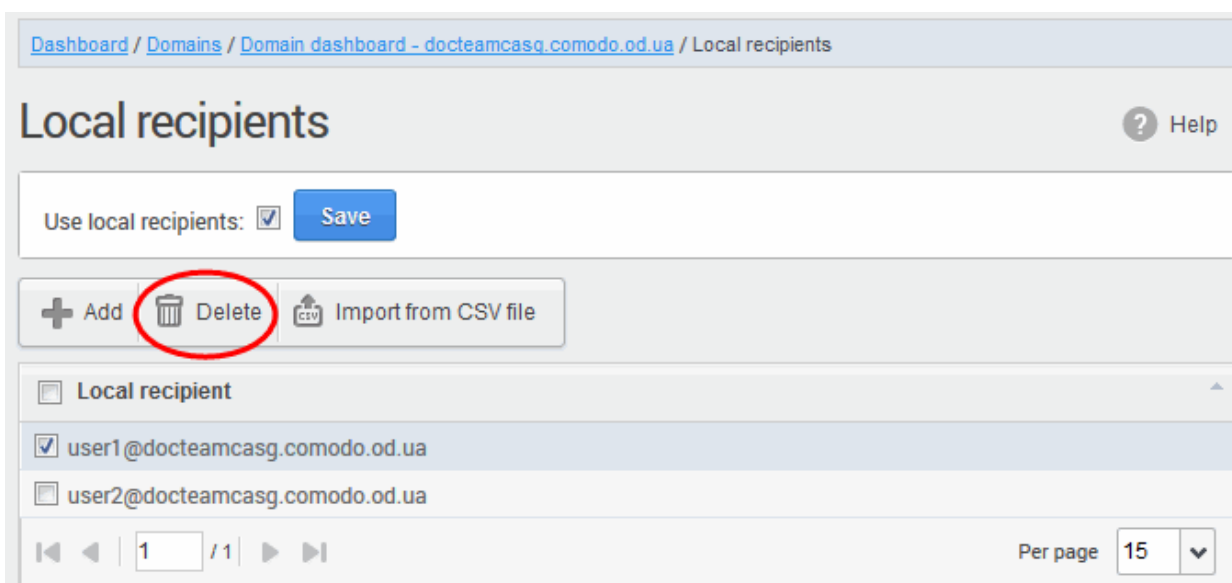 Dashboard / Domains / Domain dashboard - docteamcasg.comodo.od.ua / Local recipients
Local recipients
Help
Use local recipients: Save
Add Delete CSV Import from CSV file
Local recipient
user1@docteamcasg.comodo.od.ua
user2@docteamcasg.comodo.od.ua
1 / 1 Per page 15